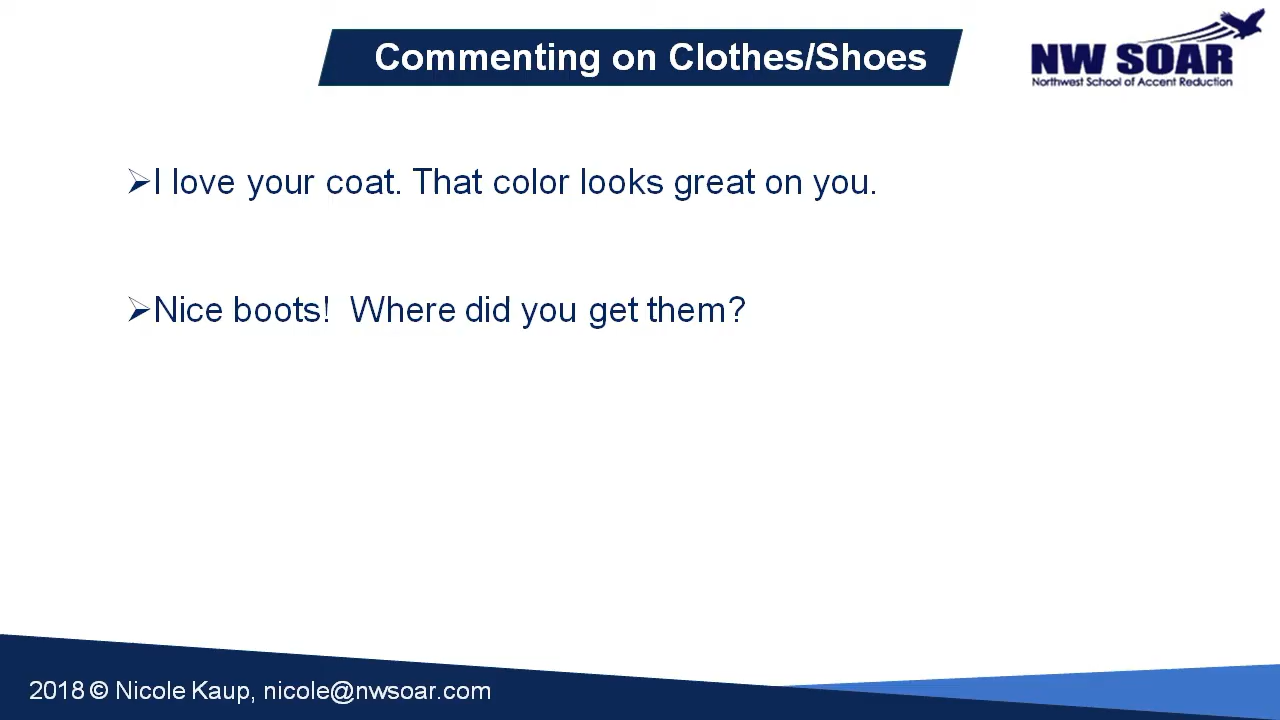 Commenting on Clothes/Shoes
NW SOAR
Northwest School of Accent Reduction
➢I love your coat. That color looks great on you.
➢Nice boots!  Where did you get them?
2018 © Nicole Kaup, nicole@nwsoar.com